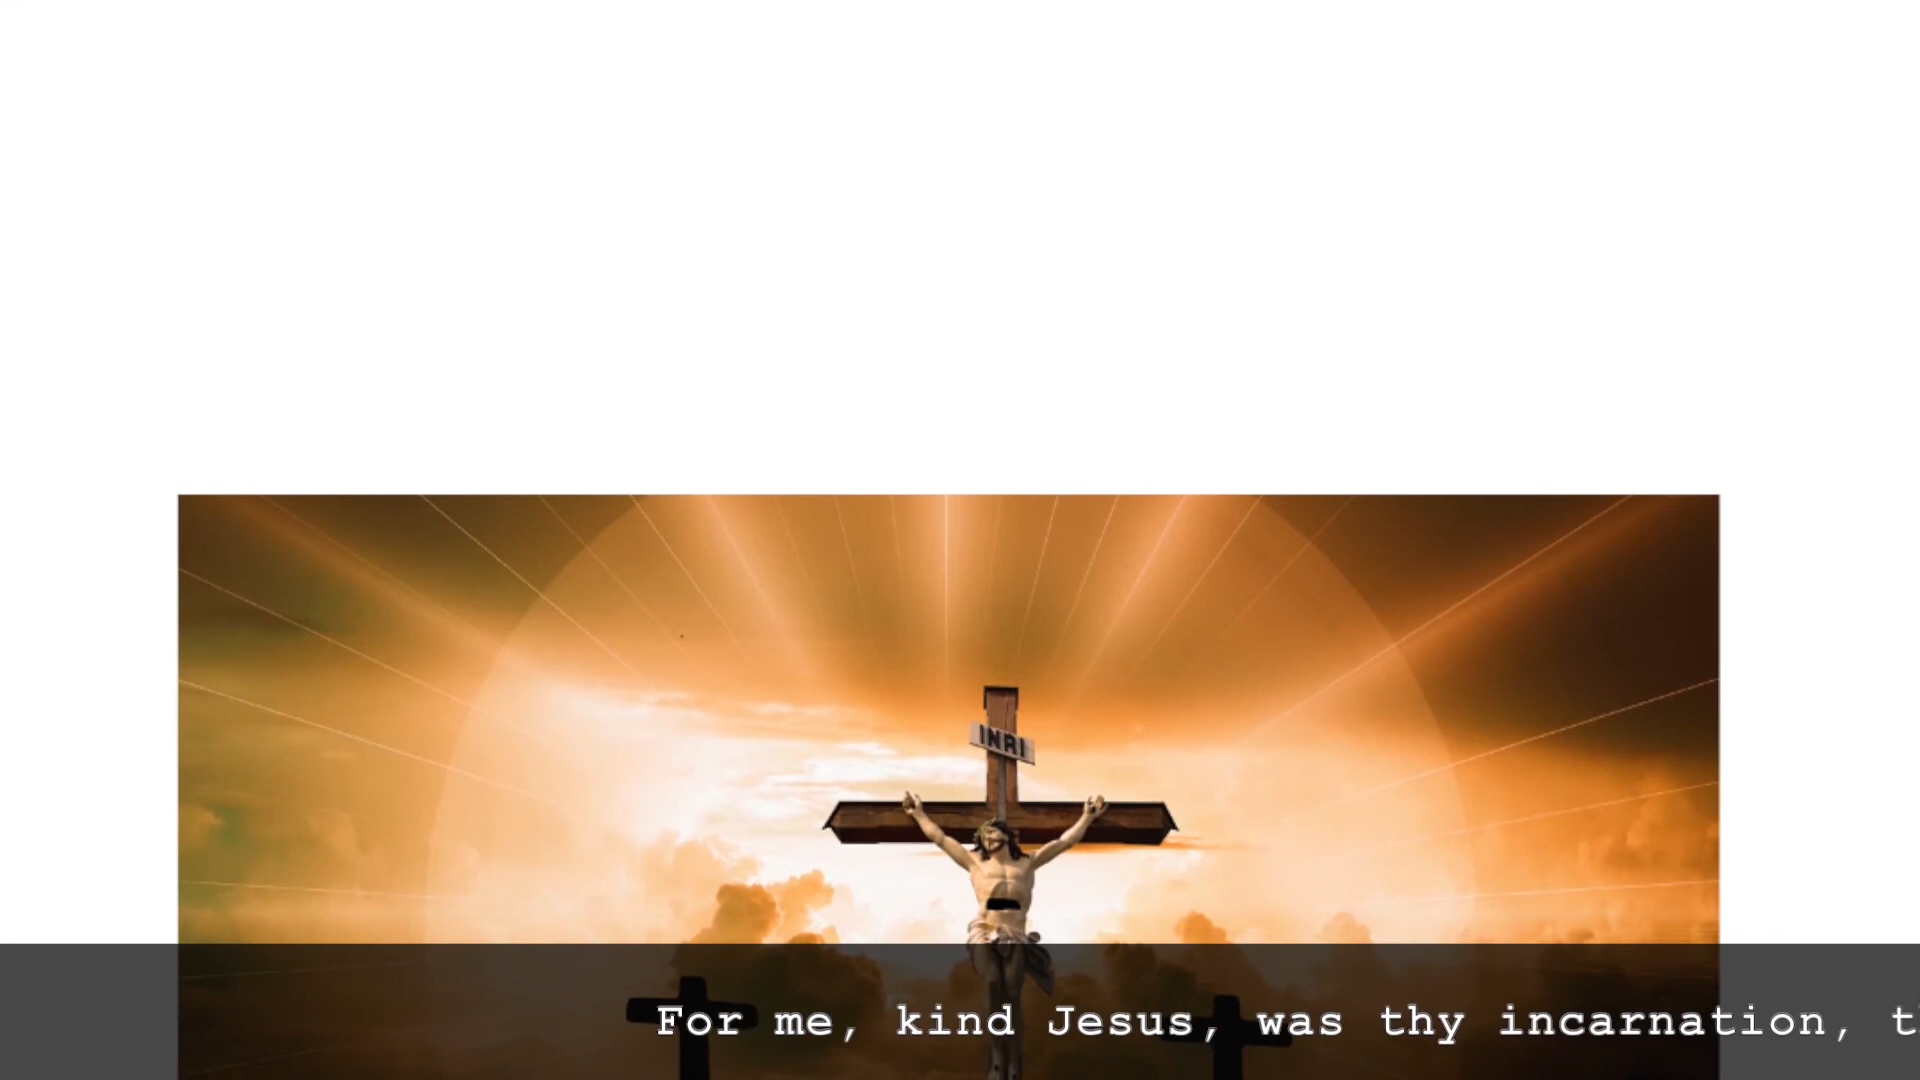 INRI
For me, kind Jesus, was thy incarnation,